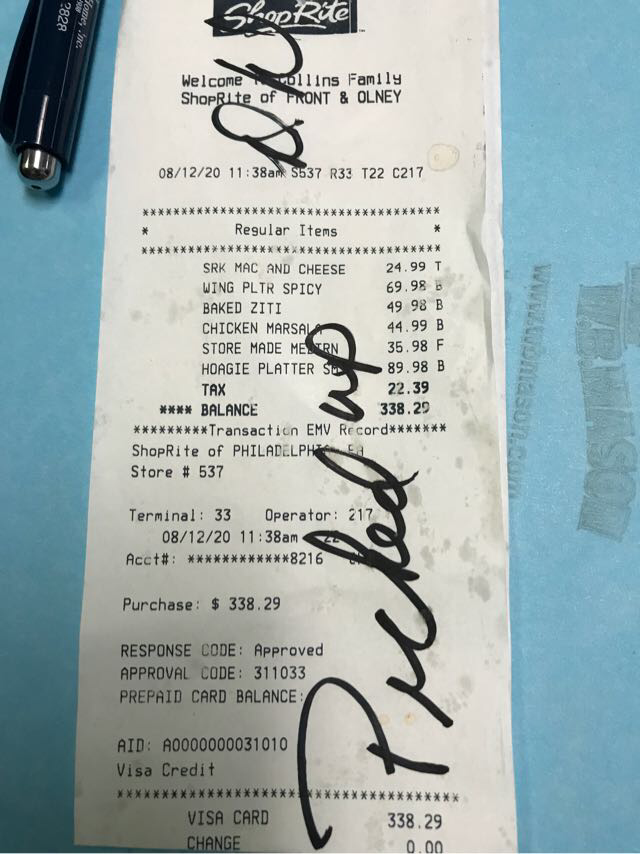 ShopRite
Welcome Collins Family
ShopRite of FRONT & OLNEY
08/12/20 11:38am S537 R33 T22 C217
****************************************
* Regular Items *
****************************************
SRK MAC AND CHEESE 24.99 T
WING PLTR SPICY 69.98 B
BAKED ZITI 49.98 B
CHICKEN MARSALA 44.99 B
STORE MADE 35.98 F
HOAGIE PLATTER 89.98 B
TAX 22.39
**** BALANCE 338.29
*********Transaction EMV Record*******
ShopRite of PHILADELPHIA
Store # 537
Terminal: 33 Operator: 217
08/12/20 11:38am 22
Acct#: ************8216
Purchase: $ 338.29
RESPONSE CODE: Approved
APPROVAL CODE: 311033
PREPAID CARD BALANCE:
AID: A0000000031010
Visa Credit
****************************************
VISA CARD 338.29
CHANGE 0.00
Picked up
2828